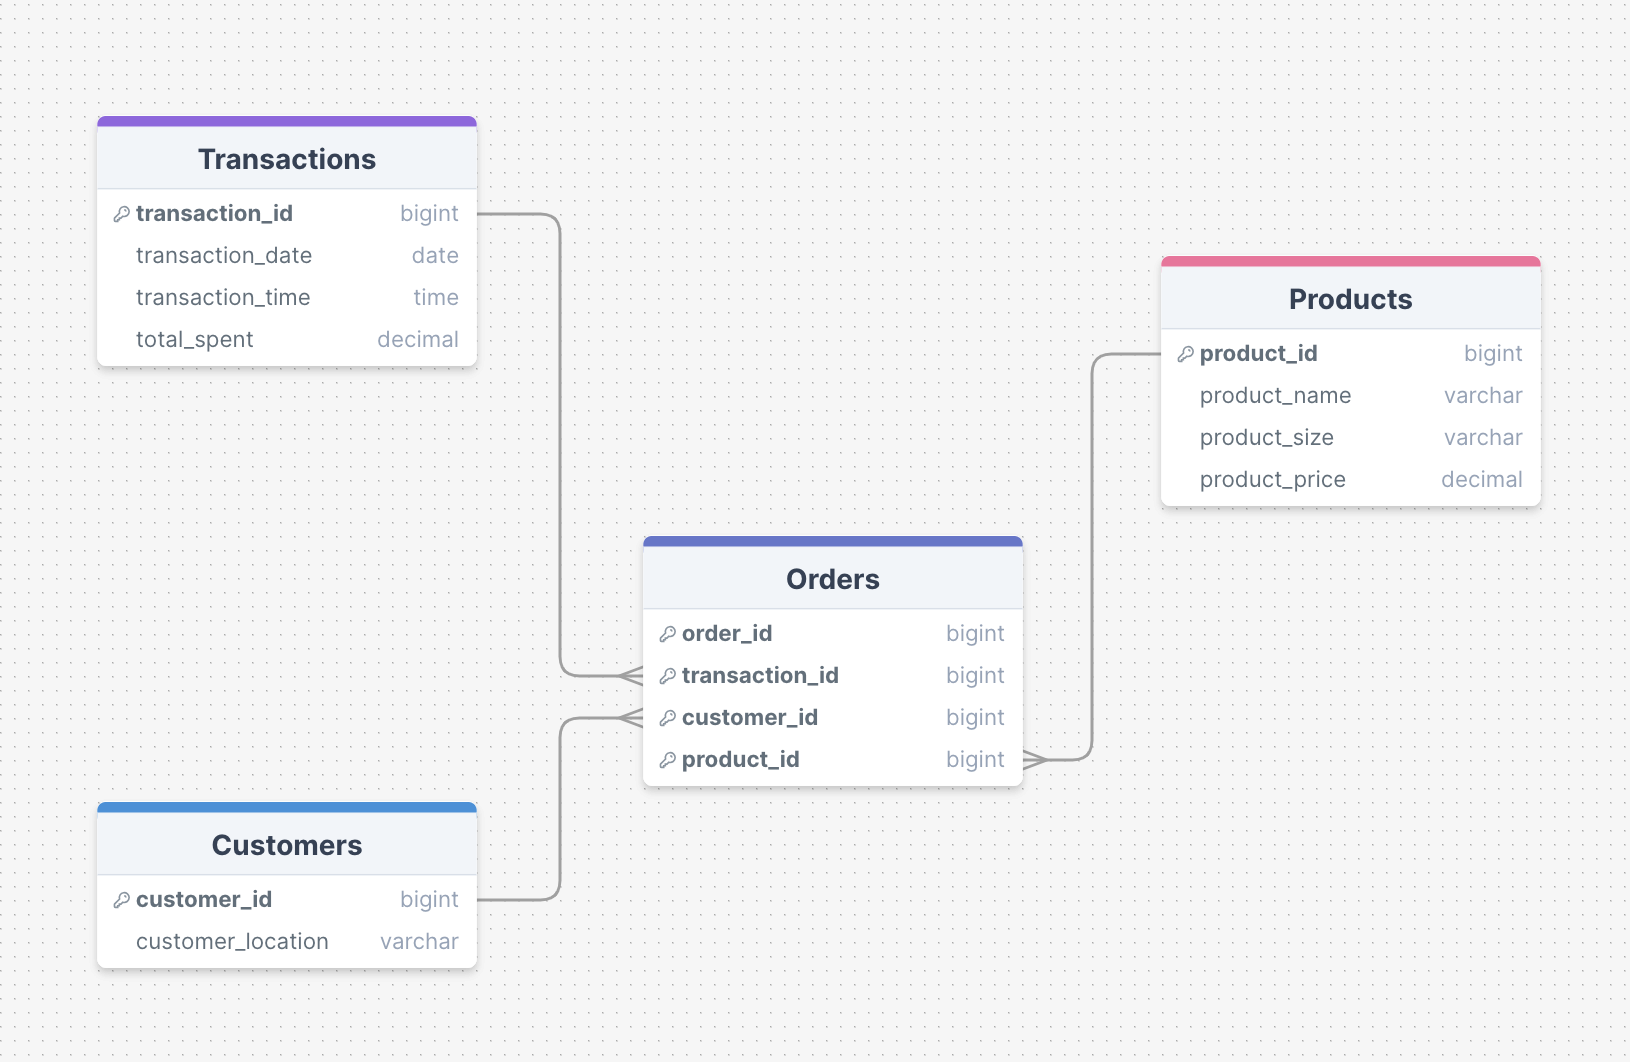 Transactions
transaction_id bigint
transaction_date date
transaction_time time
total_spent decimal
Products
product_id bigint
product_name varchar
product_size varchar
product_price decimal
Orders
order_id bigint
transaction_id bigint
customer_id bigint
product_id bigint
Customers
customer_id bigint
customer_location varchar